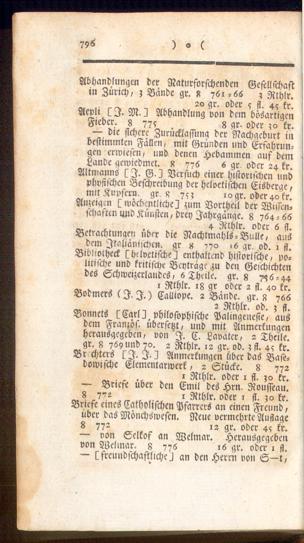 796 ) o (
Abhandlungen der Naturforschenden Gesellschaft
in Zürich, 3 Bände gr. 8 761=66 3 Rthlr.
20 gr. oder 5 fl. 45 kr.
Aepli [J. M.] Abhandlung von dem bösartigen
Fieber. 8 775 8 gr. oder 30 kr.
— die sichere Zurücklassung der Nachgeburt in
bestimmten Fällen, mit Gründen und Erfahrun-
gen erwiesen, und denen Hebammen auf dem
Lande gewiedmet. 8 776 6 gr. oder 24 kr.
Altmanns [J. G.] Versuch einer historischen und
physischen Beschreibung der helvetischen Eisberge,
mit Kupfern. gr. 8 753 10 gr. oder 40 kr.
Anzeigen [wöchentliche] zum Vortheil der Wissen-
schaften und Künsten, drey Jahrgänge. 8 764=66
4 Rthlr. oder 6 fl.
Betrachtungen über die Nachtmahls=Bulle, aus
dem Italiänischen. gr 8 770 16 gr. od. 1 fl.
Bibliotheck [helvetische] enthaltend historische, po-
litische und kritische Beyträge zu den Geschichten
des Schweizerlandes, 6 Theile. gr. 8 736=44
1 Rthlr. 18 gr oder 2 fl. 40 kr.
Bodmers (J. J.) Calliope. 2 Bände. gr. 8 766
2 Rthlr. od. 3 fl.
Bonnets [Carl] philosophische Palingenesie, aus
dem Französ. übersetzt, und mit Anmerkungen
herausgegeben, von J. C. Lavater, 2 Theile.
gr. 8 769 und 70. 2 Rthlr. 12 gr. od. 3 fl. 45 kr.
Brechters [J. J.] Anmerkungen über das Base-
dowische Elementarwerk, 2 Stücke. 8 772
1 Rthlr. oder 1 fl. 30 kr.
— Briefe über den Emil des Hrn. Rousseau.
8 772 1 Rthlr. oder 1 fl. 30 kr.
Briefe eines Catholischen Pfarrers an einen Freund,
über das Mönchswesen. Neue vermehrte Auflage
8 772 12 gr. oder 45 kr.
— von Selkof an Welmar. Herausgegeben
von Welmar. 8 776 16 gr. oder 1 fl.
— [freundschaftliche] an den Herrn von S—t,